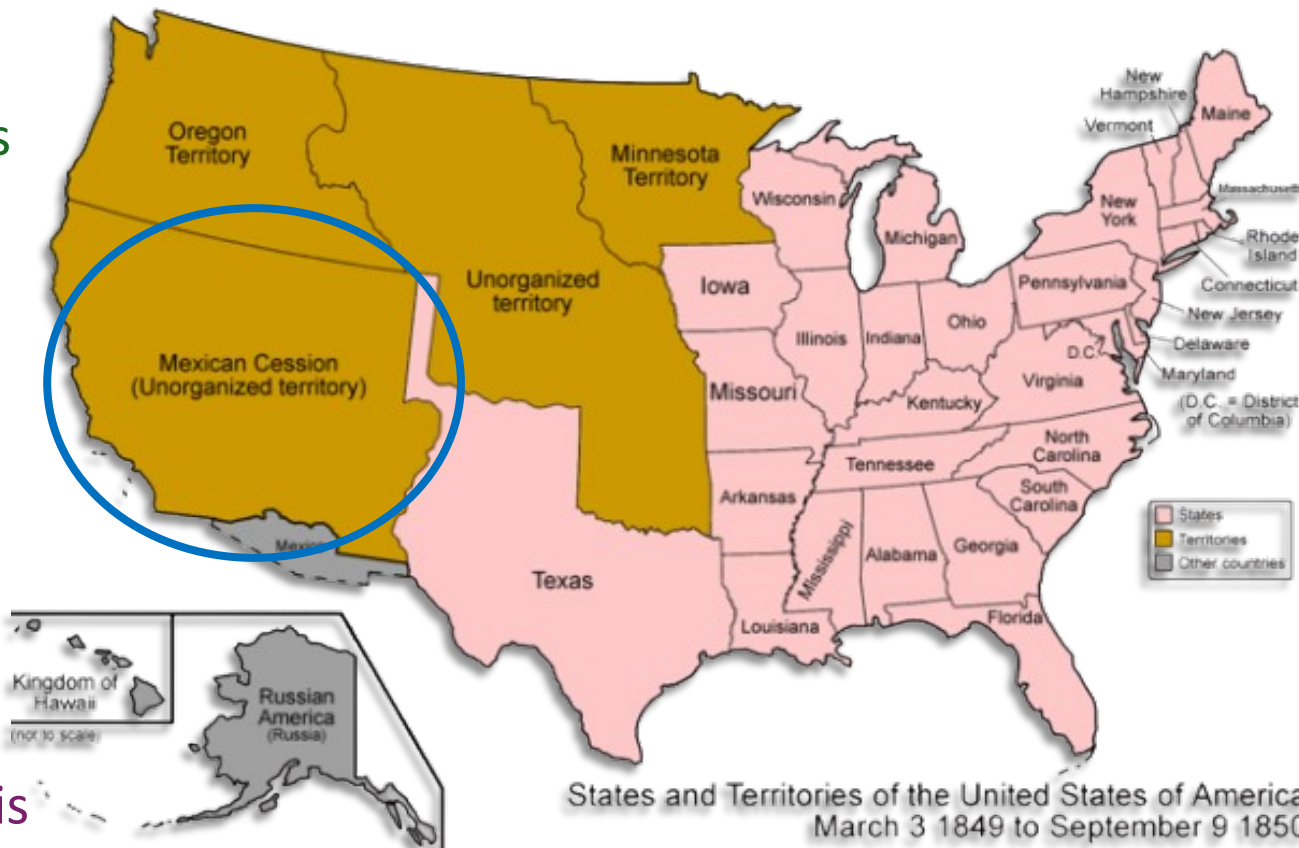 s
Oregon
Territory
Minnesota
Territory
Unorganized
territory
Mexican Cession
(Unorganized territory)
Wisconsin
Michigan
Iowa
Illinois
Indiana
Ohio
Missouri
Kentucky
Tennessee
Arkansas
Mississippi
Alabama
Georgia
Louisiana
Texas
Florida
South
Carolina
North
Carolina
Virginia
D.C.
Pennsylvania
New
York
Vermont
New
Hampshire
Maine
Massachusett
Rhode
Island
Connecticut
New Jersey
Delaware
Maryland
(D.C. = District
of Columbia)
States
Territories
Other countries
Mexic
Kingdom of
Hawaii
(not to scale)
Russian
America
(Russia)
is
States and Territories of the United States of America
March 3 1849 to September 9 1850